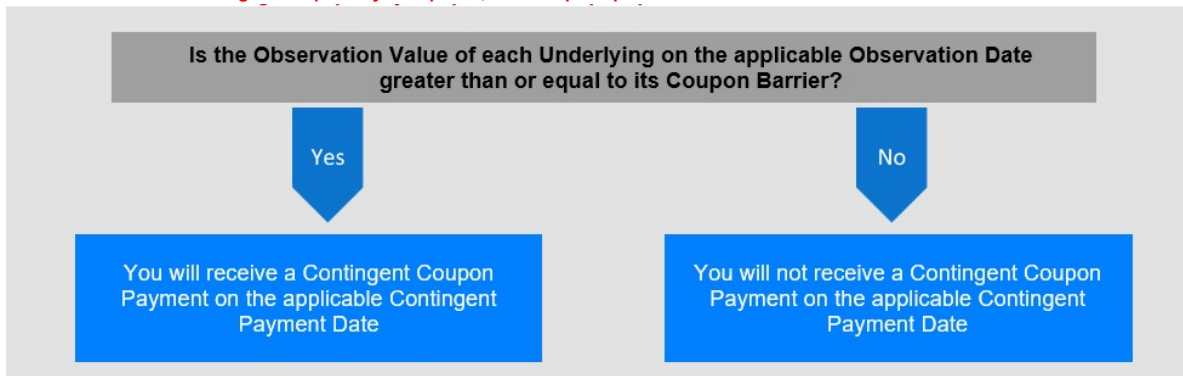 Is the Observation Value of each Underlying on the applicable Observation Date
greater than or equal to its Coupon Barrier?
Yes
No
You will receive a Contingent Coupon
Payment on the applicable Contingent
Payment Date
You will not receive a Contingent Coupon
Payment on the applicable Contingent
Payment Date